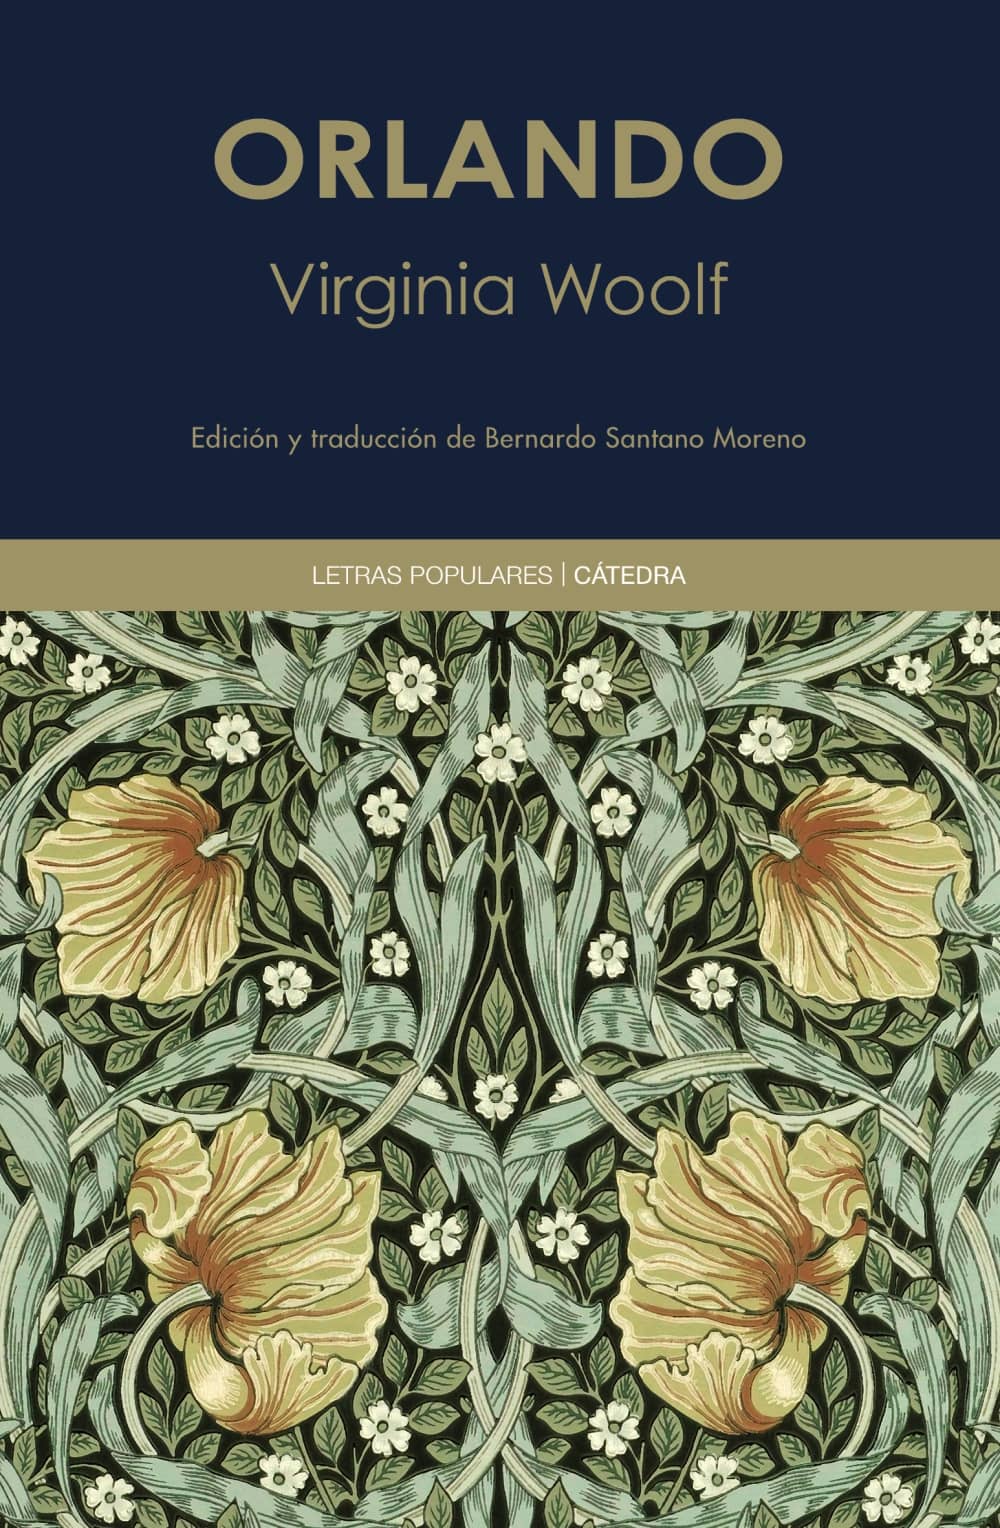 ORLANDO
Virginia Woolf
Edición y traducción de Bernardo Santano Moreno
LETRAS POPULARES | CÁTEDRA